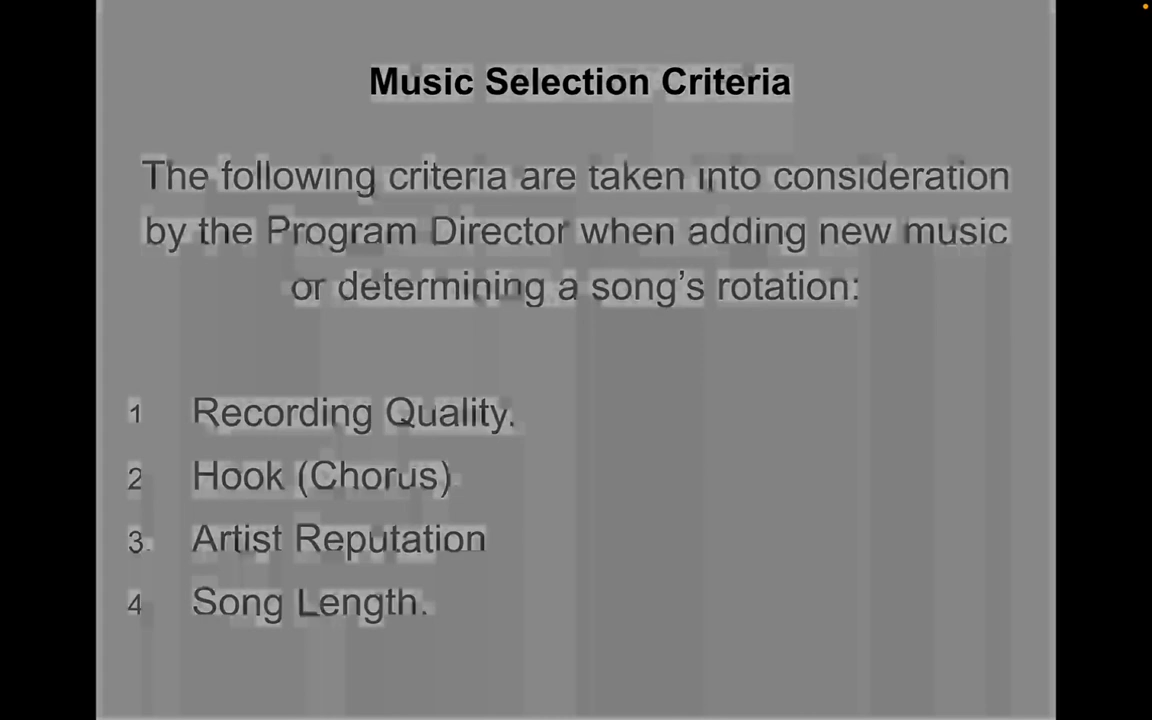 Music Selection Criteria
The following criteria are taken into consideration
by the Program Director when adding new music
or determining a song's rotation:
1 Recording Quality.
2 Hook (Chorus)
3. Artist Reputation
4 Song Length.